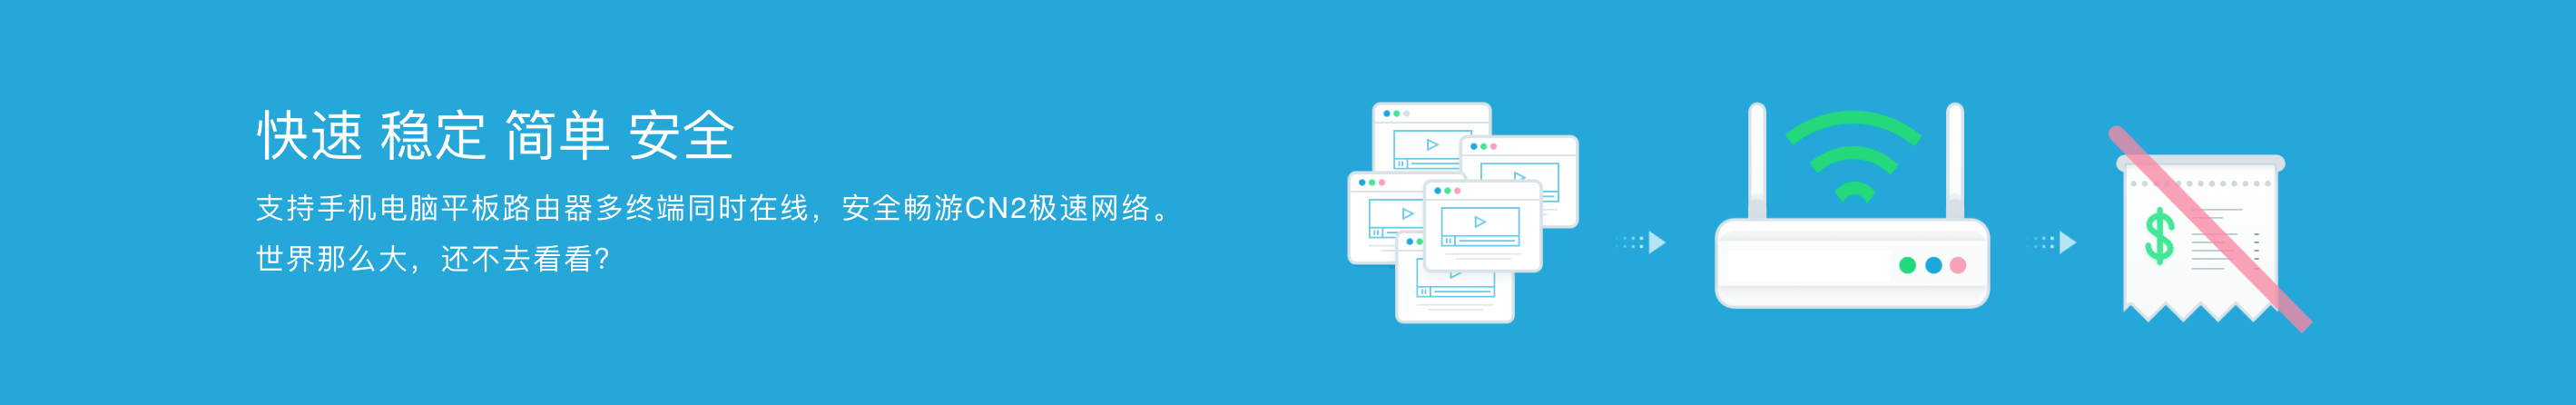 快速 稳定 简单 安全
支持手机电脑平板路由器多终端同时在线，安全畅游CN2极速网络。
世界那么大，还不去看看?
$